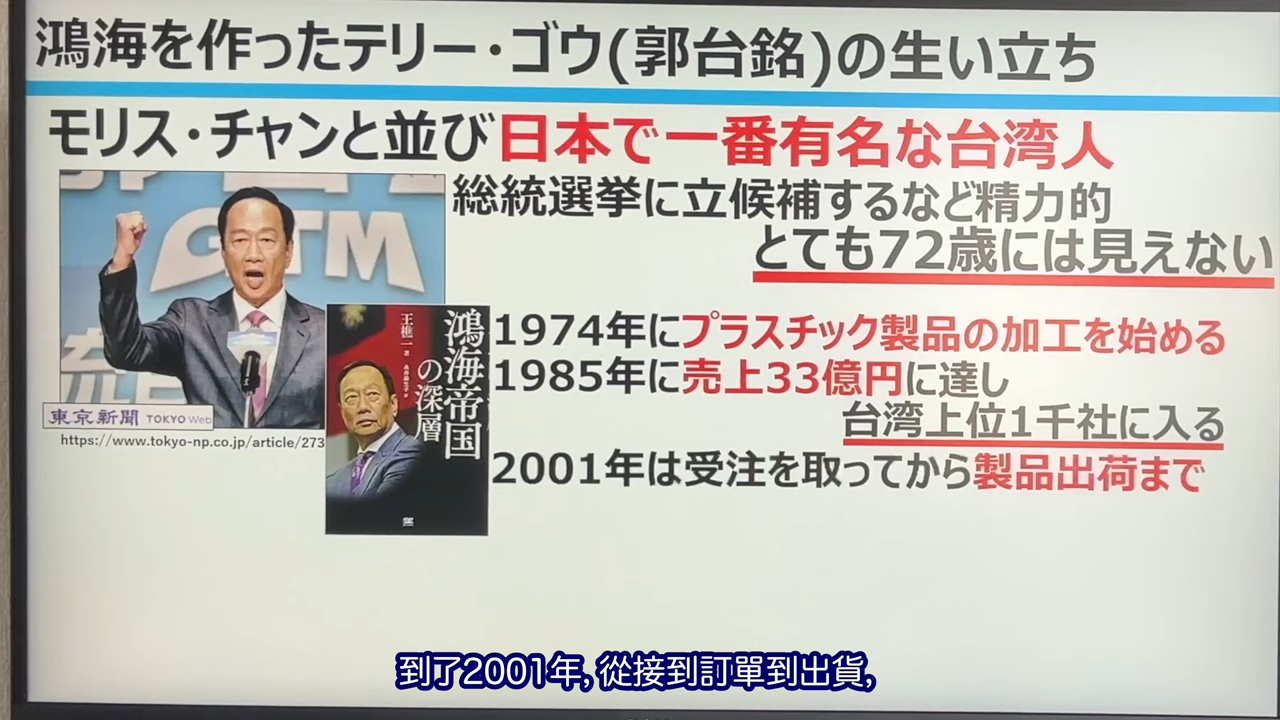 鴻海を作ったテリー・ゴウ(郭台銘)の生い立ち
モリス・チャンと並び日本で一番有名な台湾人
総統選挙に立候補するなど精力的
とても72歳には見えない
GTM
東京新聞 TOKYO Web
https://www.tokyo-np.co.jp/article/273
鴻海帝国の深層
王樵一 著
SE
1974年にプラスチック製品の加工を始める
1985年に売上33億円に達し
台湾上位1千社に入る
2001年は受注を取ってから製品出荷まで
到了2001年, 從接到訂單到出貨,